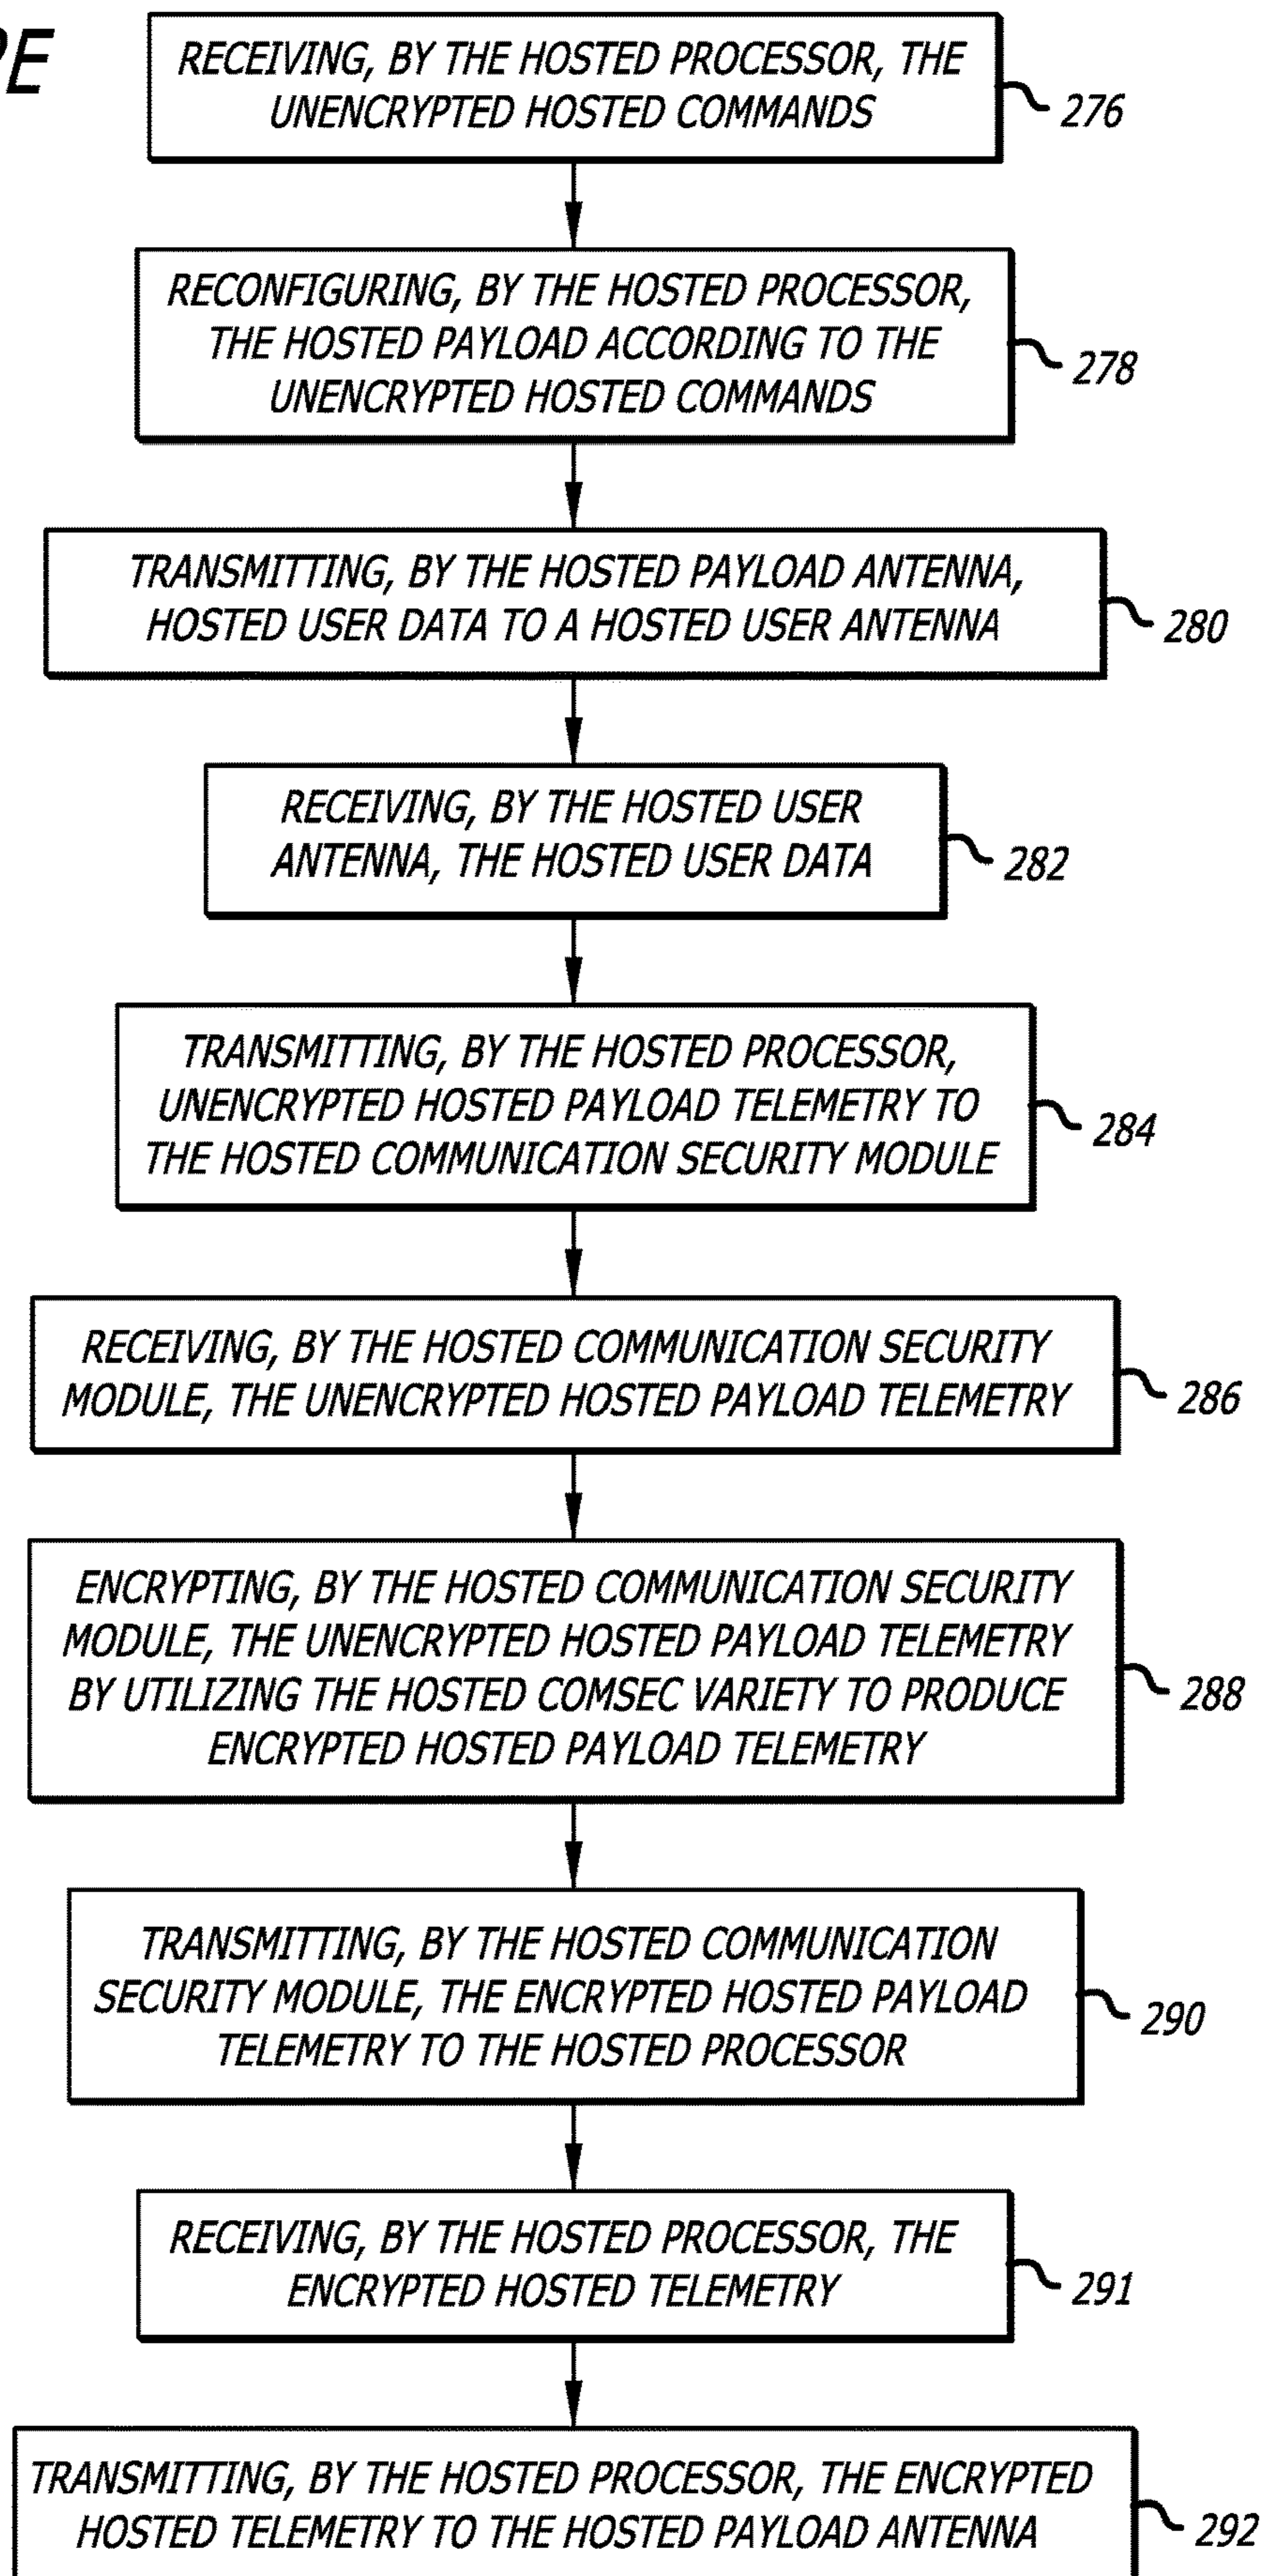 RECEIVING, BY THE HOSTED PROCESSOR, THE
UNENCRYPTED HOSTED COMMANDS
276
RECONFIGURING, BY THE HOSTED PROCESSOR,
THE HOSTED PAYLOAD ACCORDING TO THE
UNENCRYPTED HOSTED COMMANDS
278
TRANSMITTING, BY THE HOSTED PAYLOAD ANTENNA,
HOSTED USER DATA TO A HOSTED USER ANTENNA
280
RECEIVING, BY THE HOSTED USER
ANTENNA, THE HOSTED USER DATA
282
TRANSMITTING, BY THE HOSTED PROCESSOR,
UNENCRYPTED HOSTED PAYLOAD TELEMETRY TO
THE HOSTED COMMUNICATION SECURITY MODULE
284
RECEIVING, BY THE HOSTED COMMUNICATION SECURITY
MODULE, THE UNENCRYPTED HOSTED PAYLOAD TELEMETRY
286
ENCRYPTING, BY THE HOSTED COMMUNICATION SECURITY
MODULE, THE UNENCRYPTED HOSTED PAYLOAD TELEMETRY
BY UTILIZING THE HOSTED COMSEC VARIETY TO PRODUCE
ENCRYPTED HOSTED PAYLOAD TELEMETRY
288
TRANSMITTING, BY THE HOSTED COMMUNICATION
SECURITY MODULE, THE ENCRYPTED HOSTED PAYLOAD
TELEMETRY TO THE HOSTED PROCESSOR
290
RECEIVING, BY THE HOSTED PROCESSOR, THE
ENCRYPTED HOSTED TELEMETRY
291
TRANSMITTING, BY THE HOSTED PROCESSOR, THE ENCRYPTED
HOSTED TELEMETRY TO THE HOSTED PAYLOAD ANTENNA
292